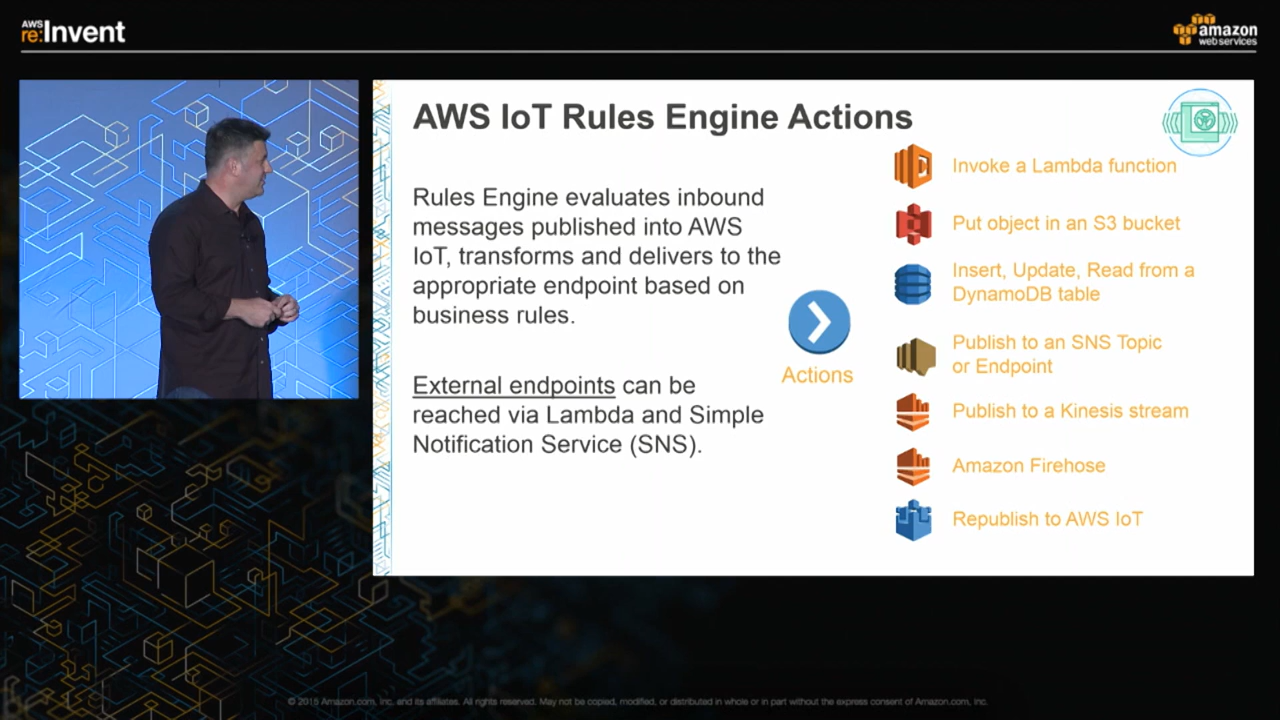 AWS
re:Invent
amazon
web services
AWS IoT Rules Engine Actions
Rules Engine evaluates inbound
messages published into AWS
IoT, transforms and delivers to the
appropriate endpoint based on
business rules.
External endpoints can be
reached via Lambda and Simple
Notification Service (SNS).
Actions
Invoke a Lambda function
Put object in an S3 bucket
Insert, Update, Read from a
DynamoDB table
Publish to an SNS Topic
or Endpoint
Publish to a Kinesis stream
Amazon Firehose
Republish to AWS IoT
© 2015 Amazon.com, Inc. and its affiliates. All rights reserved. May not be copied, modified, or distributed in whole or in part without the express consent of Amazon.com, Inc.